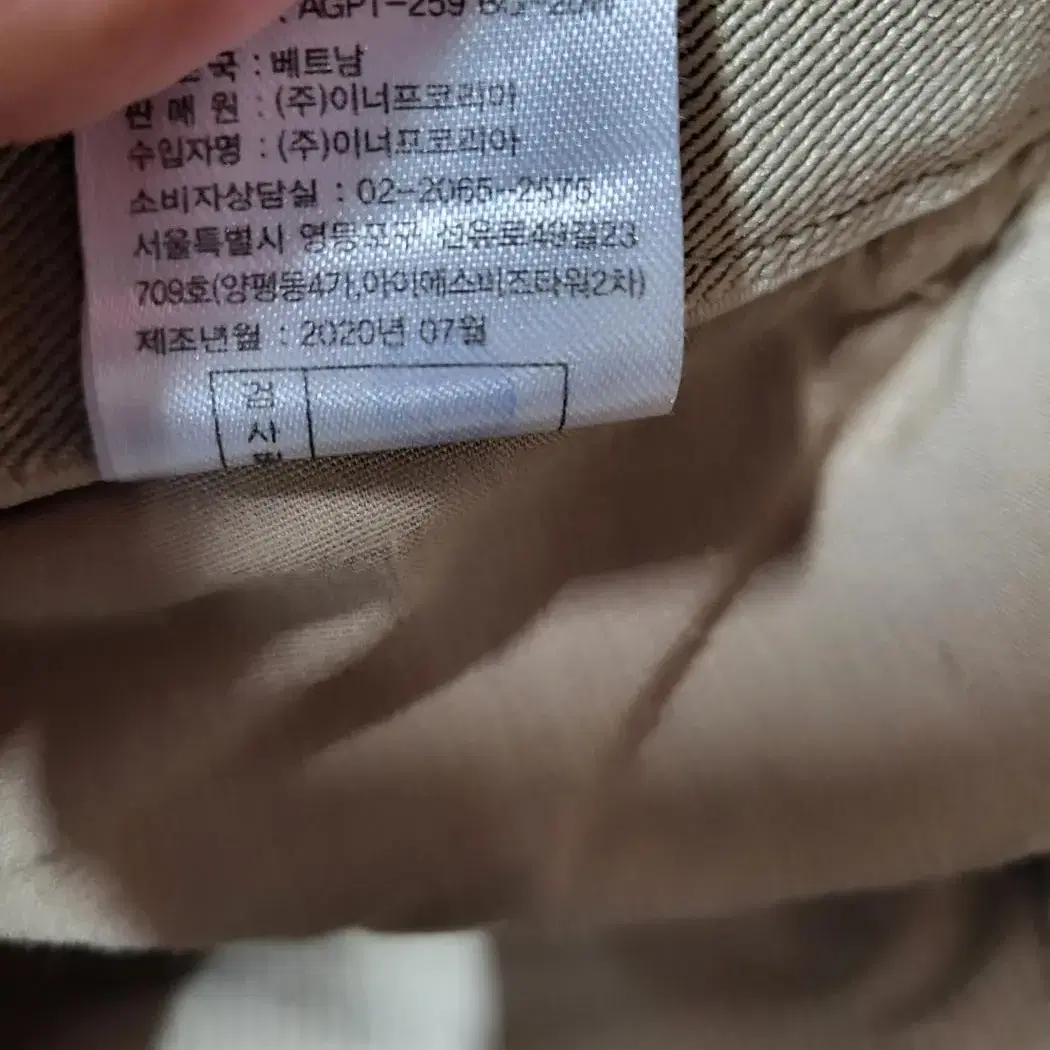 AGPT-259
국 : 베트남
판 매 원 : (주)이너프코리아
수입자명 : (주)이너프코리아
소비자상담실 : 02-2065-2575
서울특별시 영등포구 선유로49길23
709호(양평동4가,아이에스비즈타워2차)
제조년월 : 2020년 07월
검
사